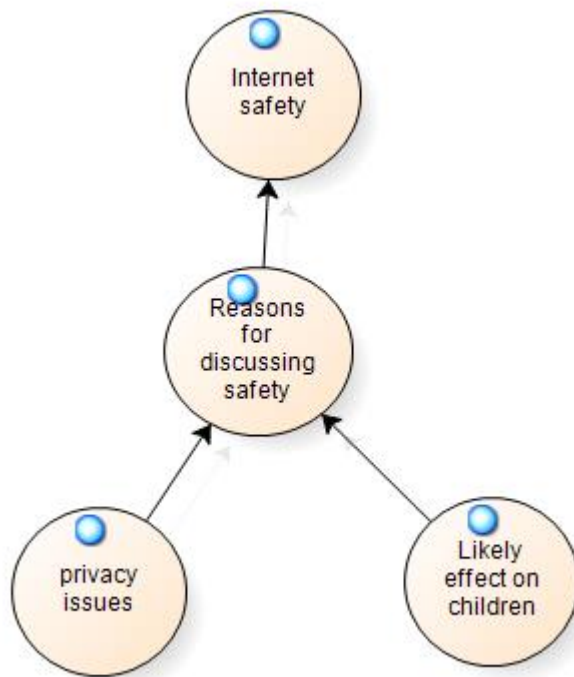 Internet
safety
Reasons
for
discussing
safety
privacy
issues
Likely
effect on
children